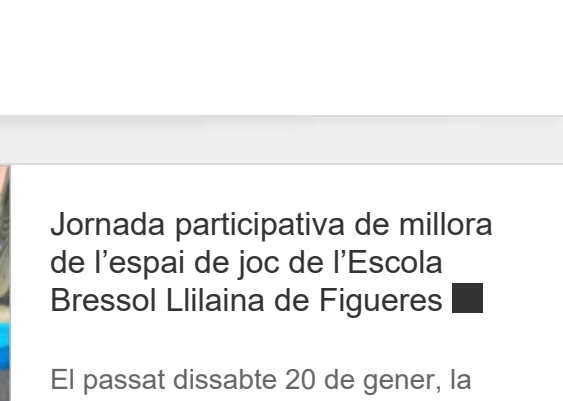 Jornada participativa de millora
de l’espai de joc de l’Escola
Bressol Llilaina de Figueres
El passat dissabte 20 de gener, la